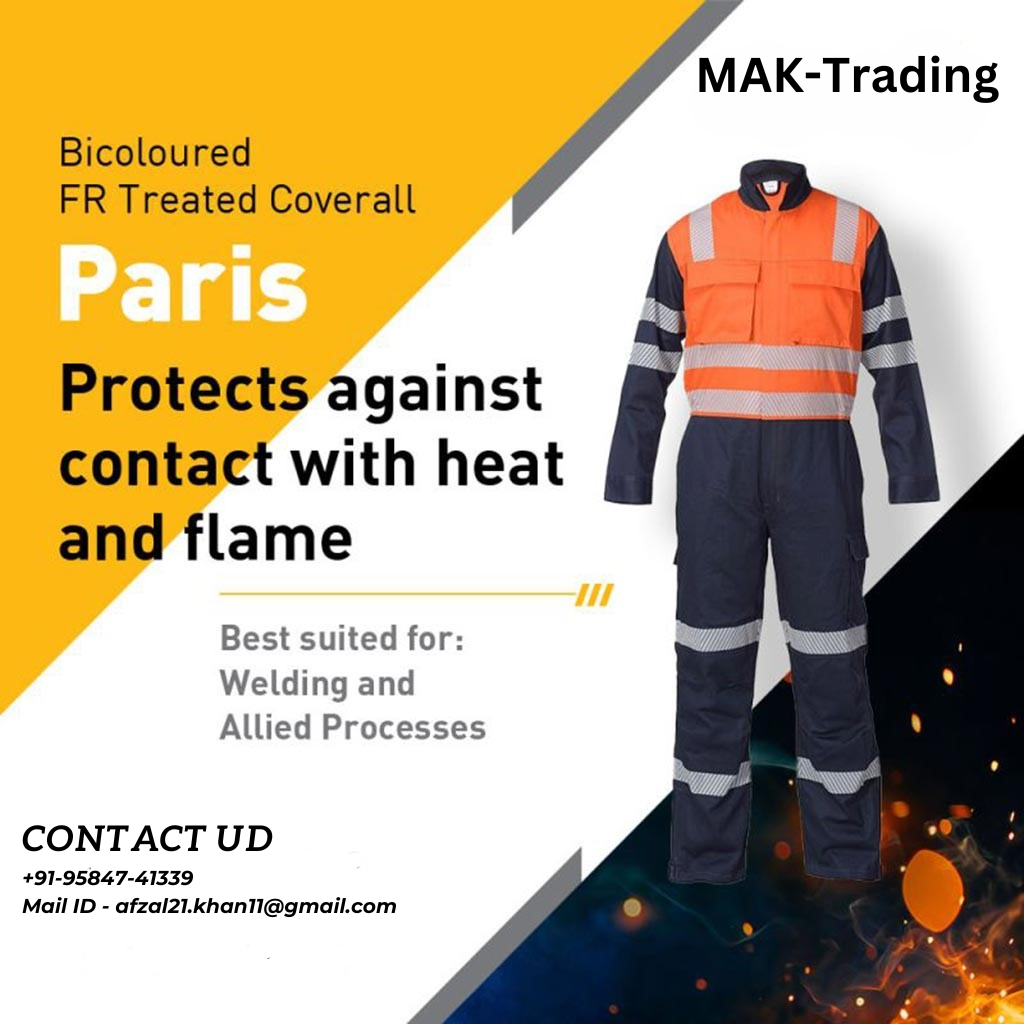 MAK-Trading
Bicoloured
FR Treated Coverall
Paris
Protects against
contact with heat
and flame
Best suited for:
Welding and
Allied Processes
CONTACT UD
+91-95847-41339
Mail ID - afzal21.khan11@gmail.com